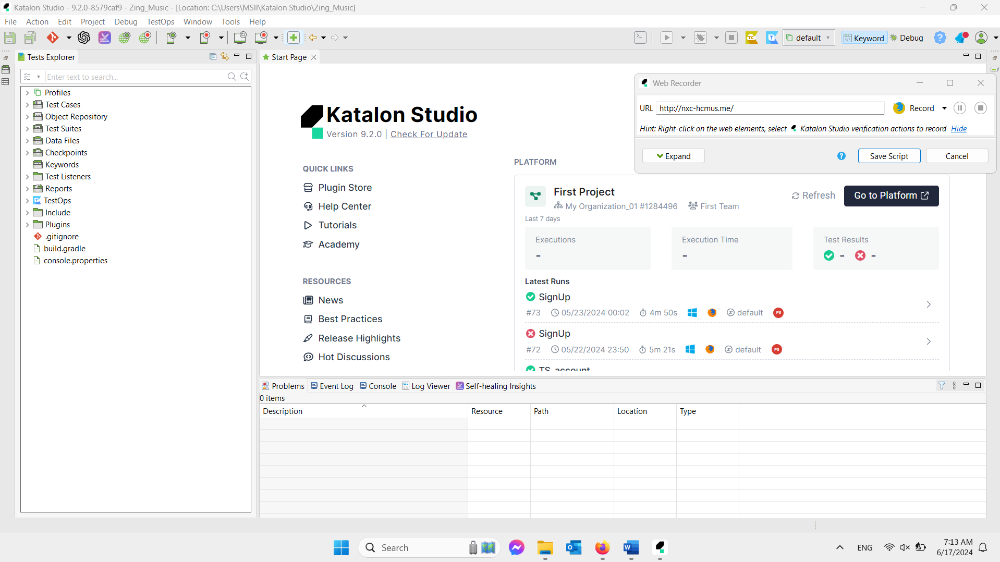 Katalon Studio - 9.2.0-8579caf9 - Zing_Music - [Location: C:\Users\MSII\Katalon Studio\Zing_Music]
File Action Edit Project Debug TestOps Window Tools Help
default Keyword Debug
Tests Explorer
Start Page
Enter text to search...
Profiles
Test Cases
Object Repository
Test Suites
Data Files
Checkpoints
Keywords
Test Listeners
Reports
TestOps
Include
Plugins
.gitignore
build.gradle
console.properties
Katalon Studio
Version 9.2.0 | Check For Update
QUICK LINKS
Plugin Store
Help Center
Tutorials
Academy
RESOURCES
News
Best Practices
Release Highlights
Hot Discussions
Web Recorder
URL http://nxc-hcmus.me/ Record
Hint: Right-click on the web elements, select Katalon Studio verification actions to record Hide
Expand Save Script Cancel
PLATFORM
First Project
My Organization_01 #1284496 First Team
Refresh Go to Platform
Last 7 days
Executions Execution Time Test Results
- - - -
Latest Runs
SignUp
#73 05/23/2024 00:02 4m 50s default PS
SignUp
#72 05/22/2024 23:50 5m 21s default PS
TS_account
Problems Event Log Console Log Viewer Self-healing Insights
0 items
Description Resource Path Location Type
Search
ENG
7:13 AM
6/17/2024